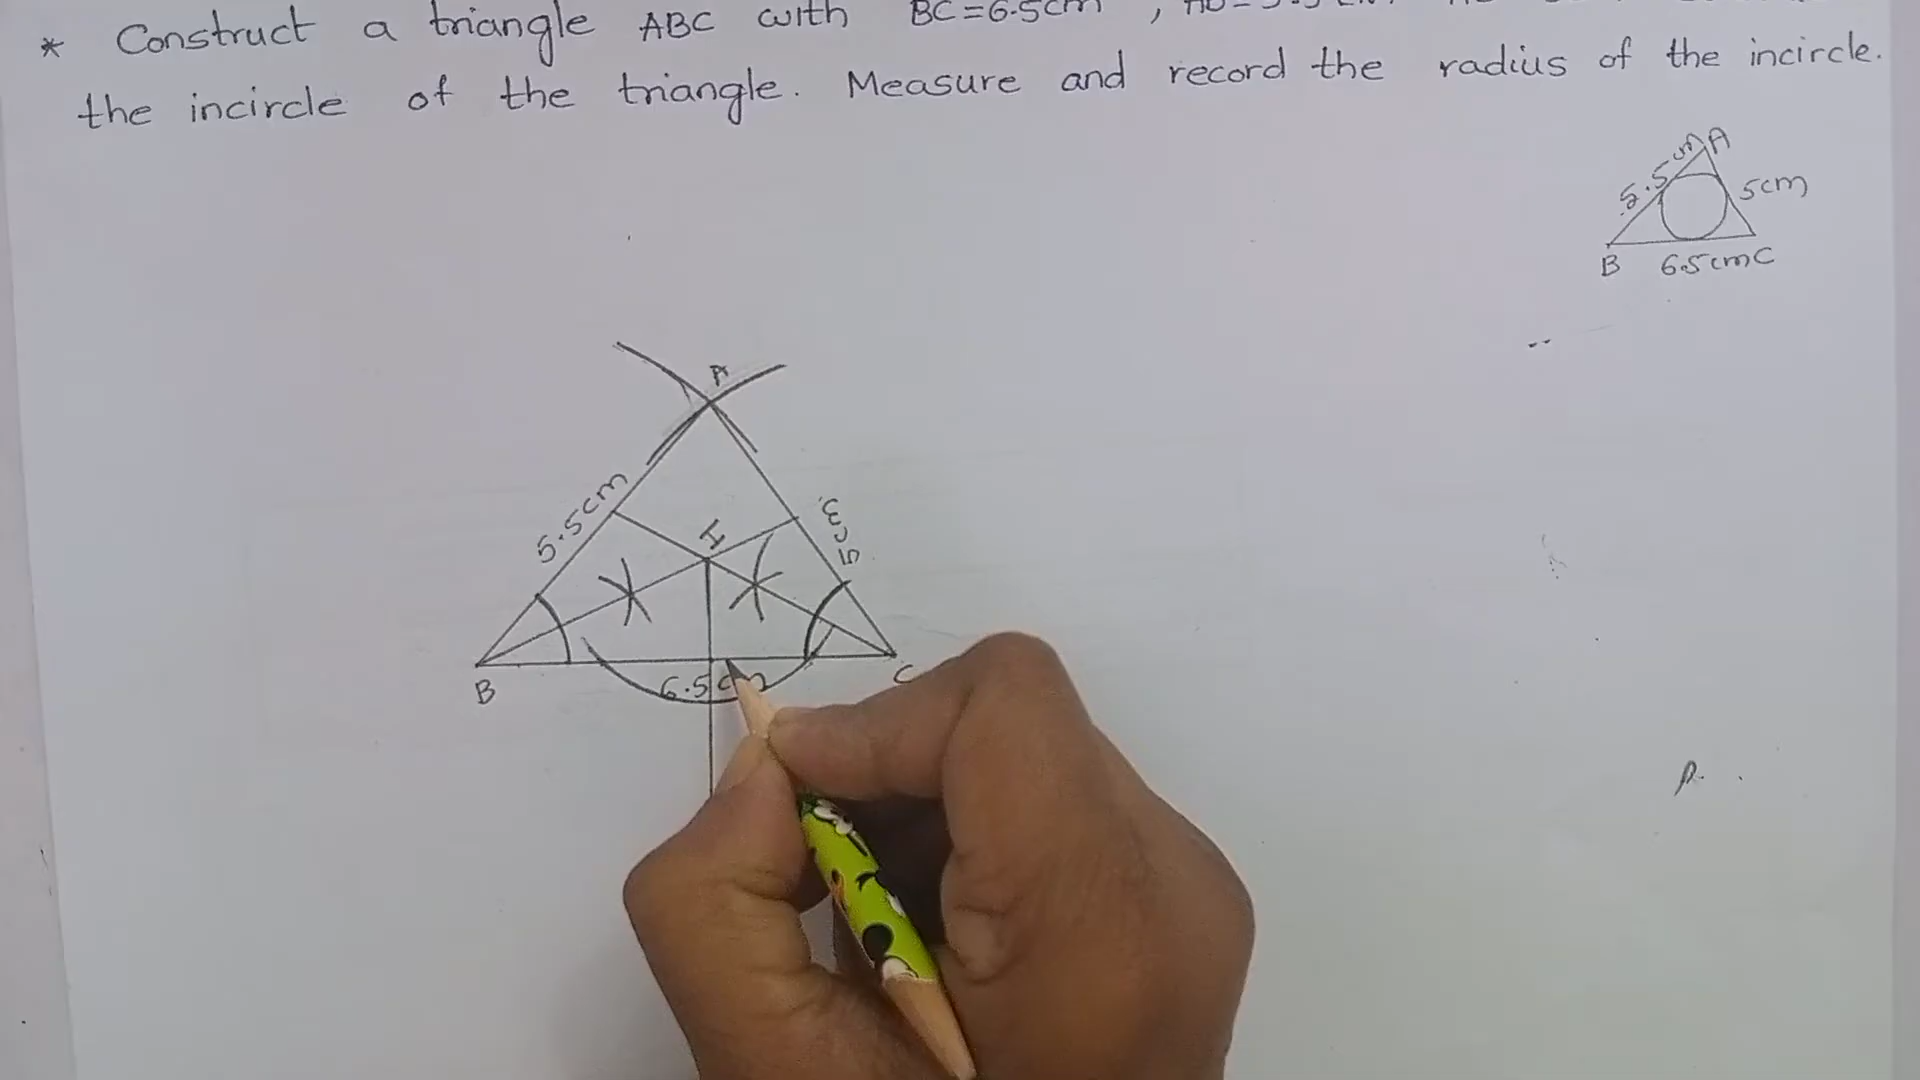 * Construct a triangle ABC with BC=6.5cm ,
the incircle of the triangle. Measure and record the radius of the incircle.
A
5.5cm
5cm
B 6.5cm C
A
5.5cm
I
5cm
6.5cm
B
C